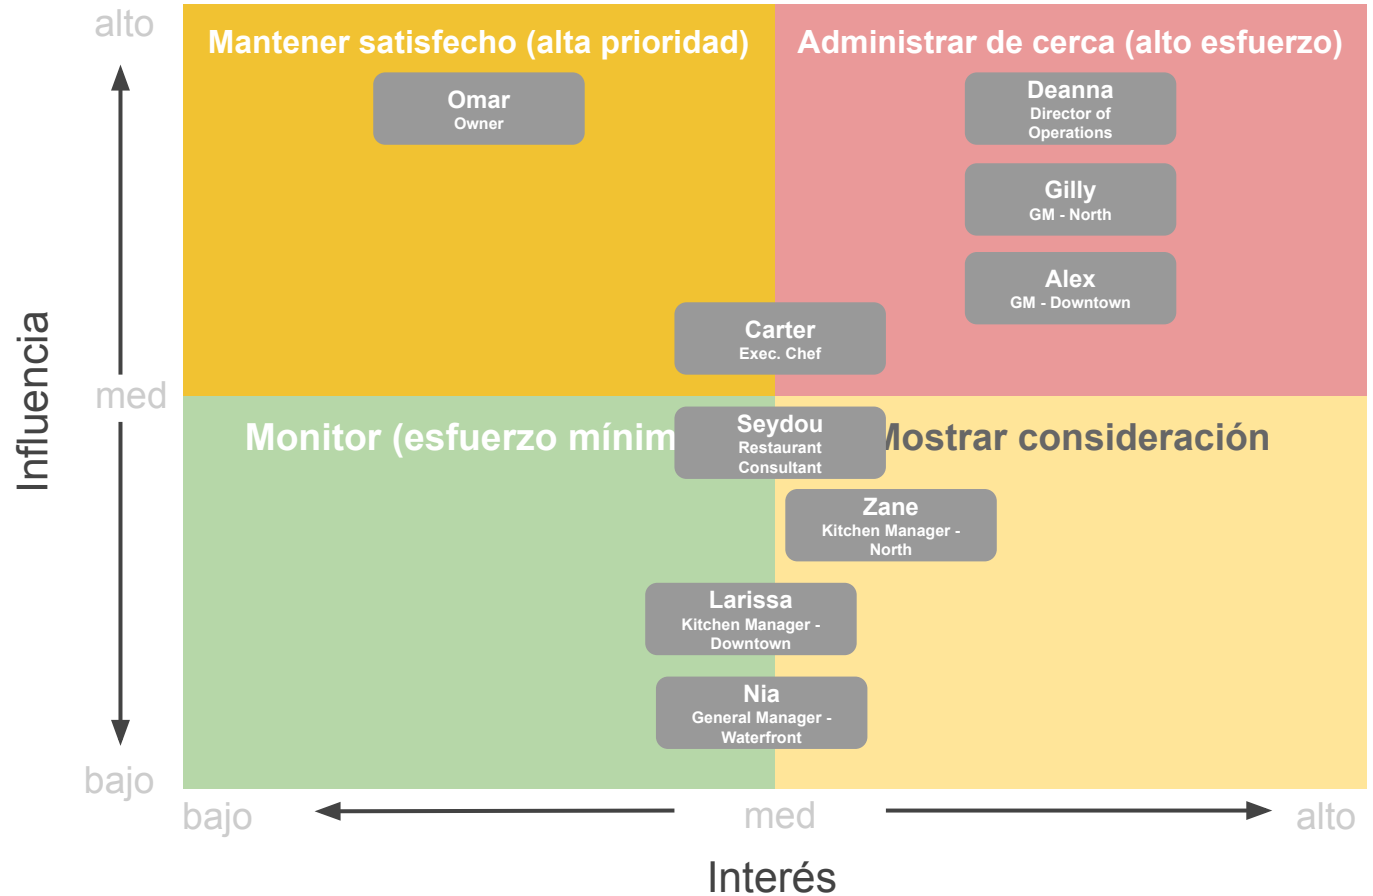 alto
Mantener satisfecho (alta prioridad)
Administrar de cerca (alto esfuerzo)
Omar
Owner
Deanna
Director of
Operations
Gilly
GM - North
Alex
GM - Downtown
Carter
Exec. Chef
Influencia
med
Monitor (esfuerzo
Seydou
Restaurant
Consultant
Mostrar consideración
Zane
Kitchen Manager -
North
Larissa
Kitchen Manager -
Downtown
Nia
General Manager -
Waterfront
bajo
bajo
med
alto
Interés